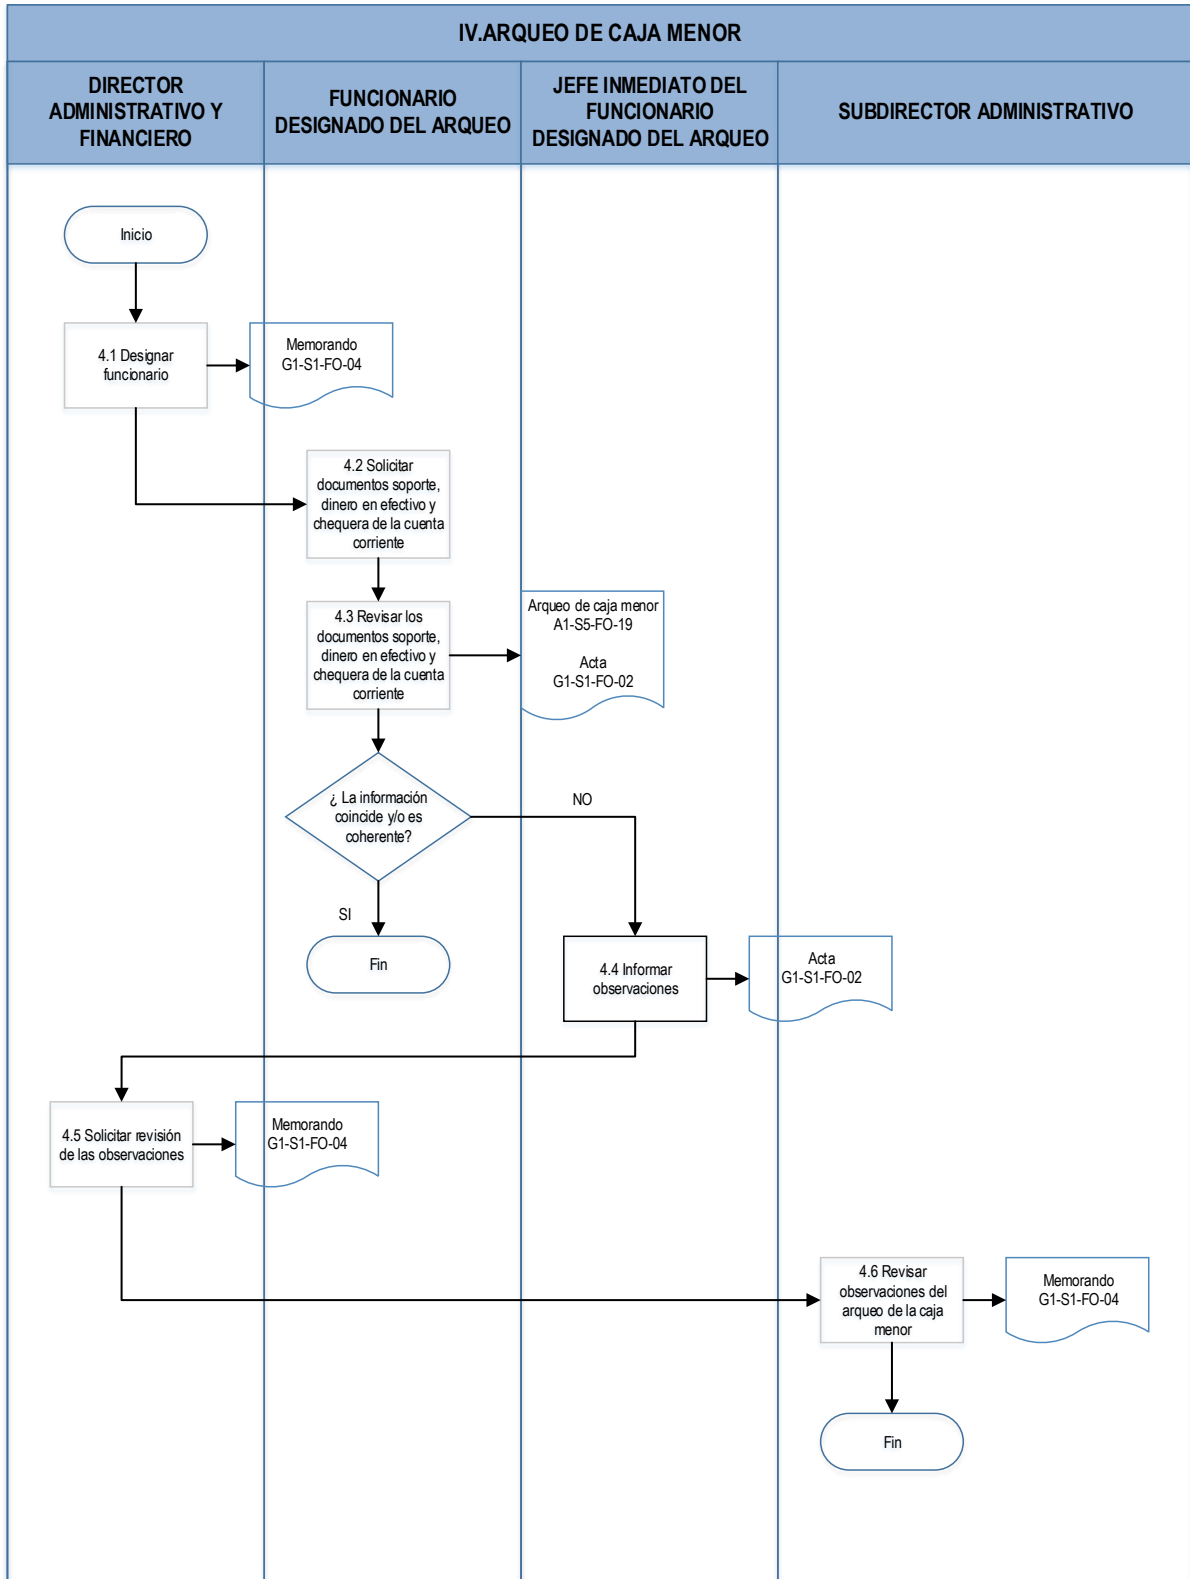 IV.ARQUEO DE CAJA MENOR
DIRECTOR
ADMINISTRATIVO Y
FINANCIERO
FUNCIONARIO
DESIGNADO DEL ARQUEO
JEFE INMEDIATO DEL
FUNCIONARIO
DESIGNADO DEL ARQUEO
SUBDIRECTOR ADMINISTRATIVO
Inicio
4.1 Designar
funcionario
Memorando
G1-S1-FO-04
4.2 Solicitar
documentos soporte,
dinero en efectivo y
chequera de la cuenta
corriente
4.3 Revisar los
documentos soporte,
dinero en efectivo y
chequera de la cuenta
corriente
Arqueo de caja menor
A1-S5-FO-19
Acta
G1-S1-FO-02
¿ La información
coincide y/o es
coherente?
NO
SI
Fin
4.4 Informar
observaciones
Acta
G1-S1-FO-02
4.5 Solicitar revisión
de las observaciones
Memorando
G1-S1-FO-04
4.6 Revisar
observaciones del
arqueo de la caja
menor
Memorando
G1-S1-FO-04
Fin